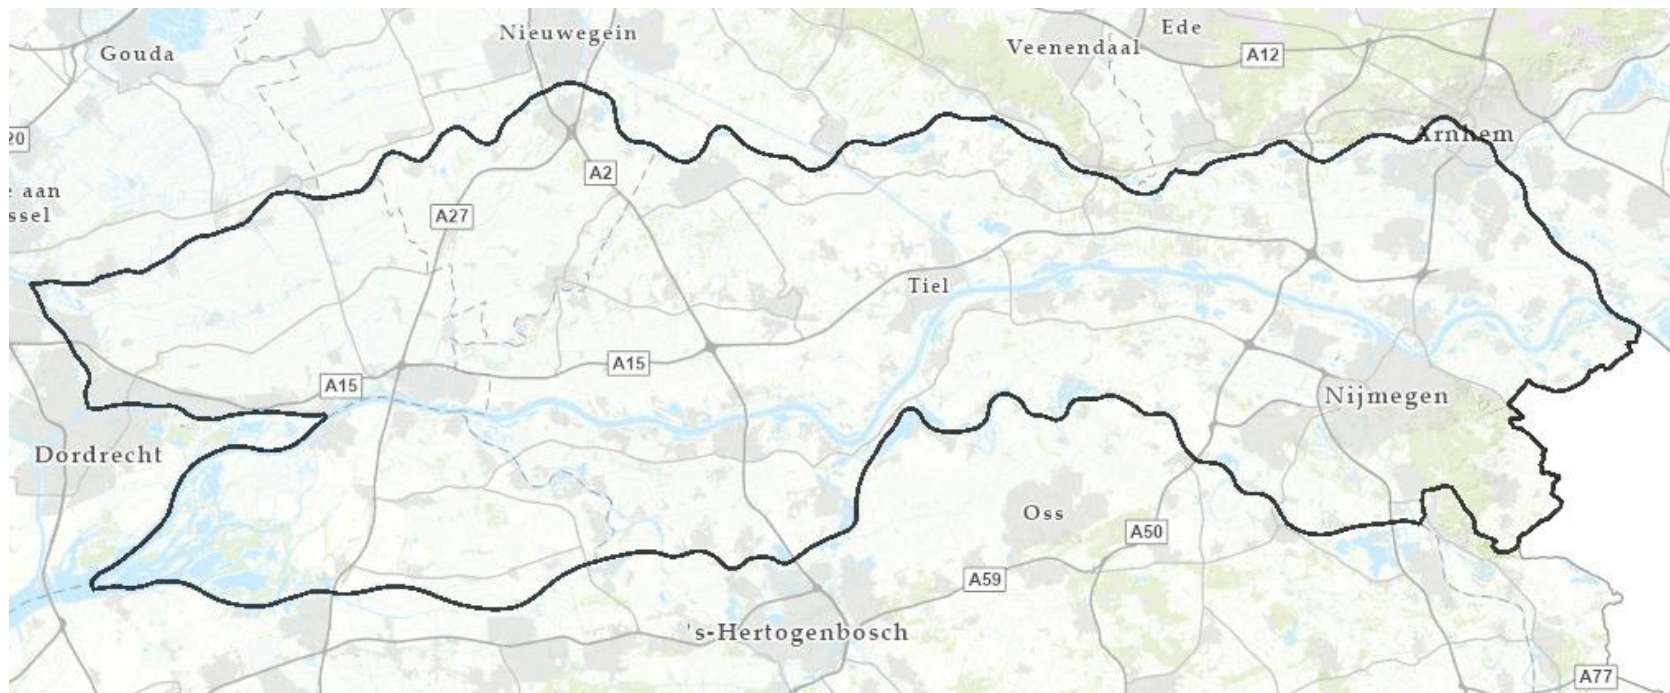 Nieuwegein
Ede
Gouda
Veenendaal
A12
20
Arnhem
A2
e aan
ssel
A27
Tiel
A15
A15
Nijmegen
Dordrecht
Oss
A50
A59
's-Hertogenbosch
A77